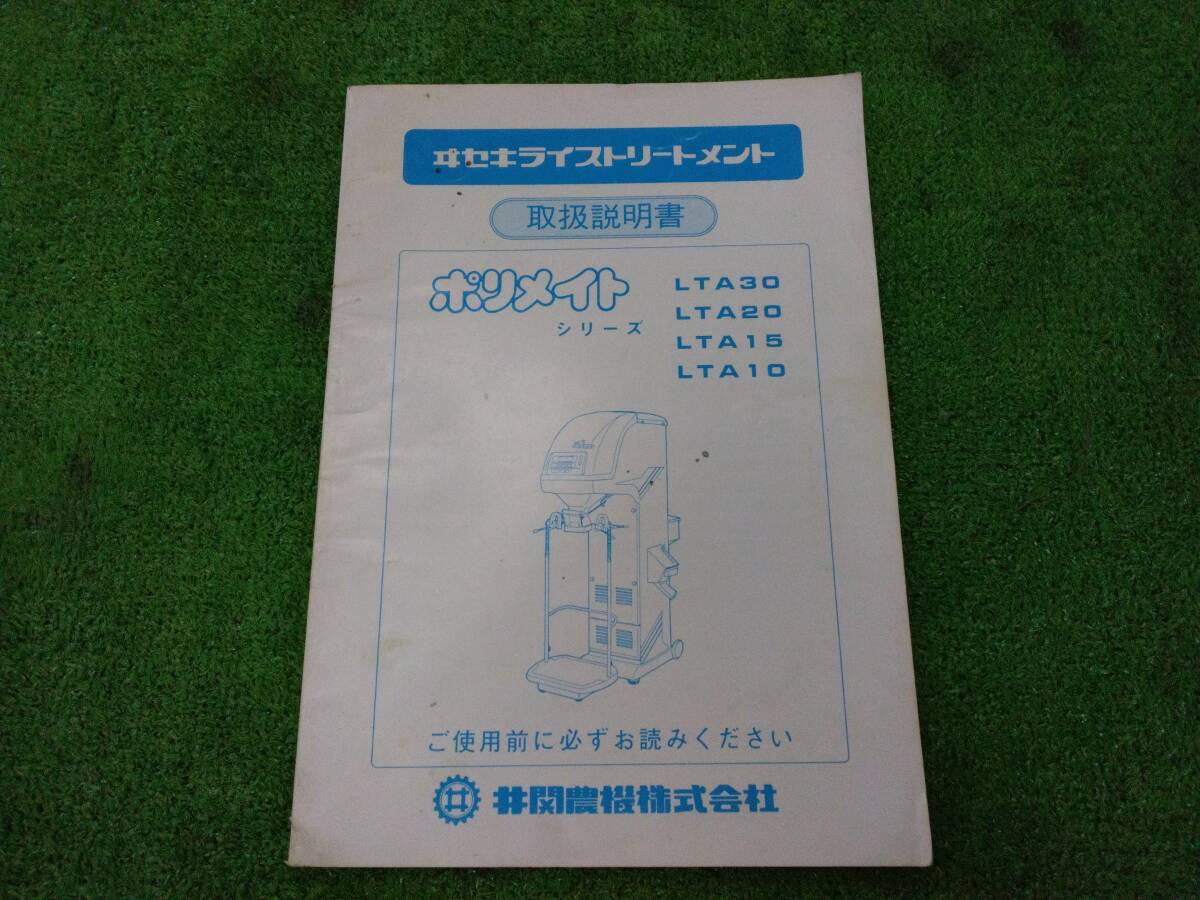 ヰセキライストリートメント
取扱説明書
ポリメイト
シリーズ
LTA30
LTA20
LTA15
LTA10
ご使用前に必ずお読みください
井関農機株式会社